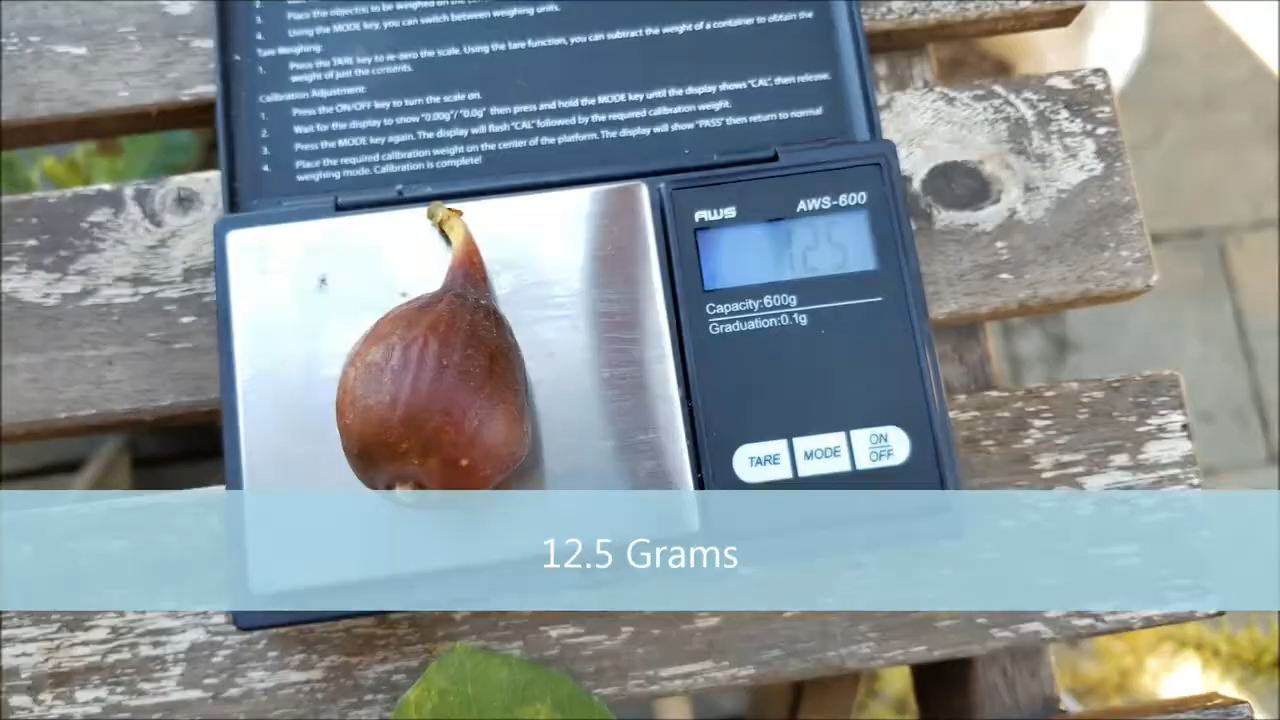 2.
3. Place the object(s) to be weighed on the
4. Using the MODE key, you can switch between weighing units.
Tare Weighing:
1. Press the TARE key to re-zero the scale. Using the tare function, you can subtract the weight of a container to obtain the
weight of just the contents.
Calibration Adjustment:
1. Press the ON/OFF key to turn the scale on.
2. Wait for the display to show "0.00g"/ "0.0g" then press and hold the MODE key until the display shows "CAL", then release.
3. Press the MODE key again. The display will flash "CAL" followed by the required calibration weight.
4. Place the required calibration weight on the center of the platform. The display will show "PASS" then return to normal
weighing mode. Calibration is complete!
AWS AWS-600
12.5
Capacity:600g
Graduation:0.1g
TARE MODE ON/OFF
12.5 Grams